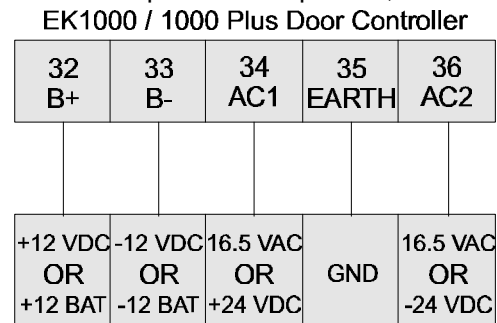 EK1000 / 1000 Plus Door Controller
32 33 34 35 36
B+ B- AC1 EARTH AC2
+12 VDC -12 VDC 16.5 VAC 16.5 VAC
OR OR OR GND OR
+12 BAT -12 BAT +24 VDC -24 VDC